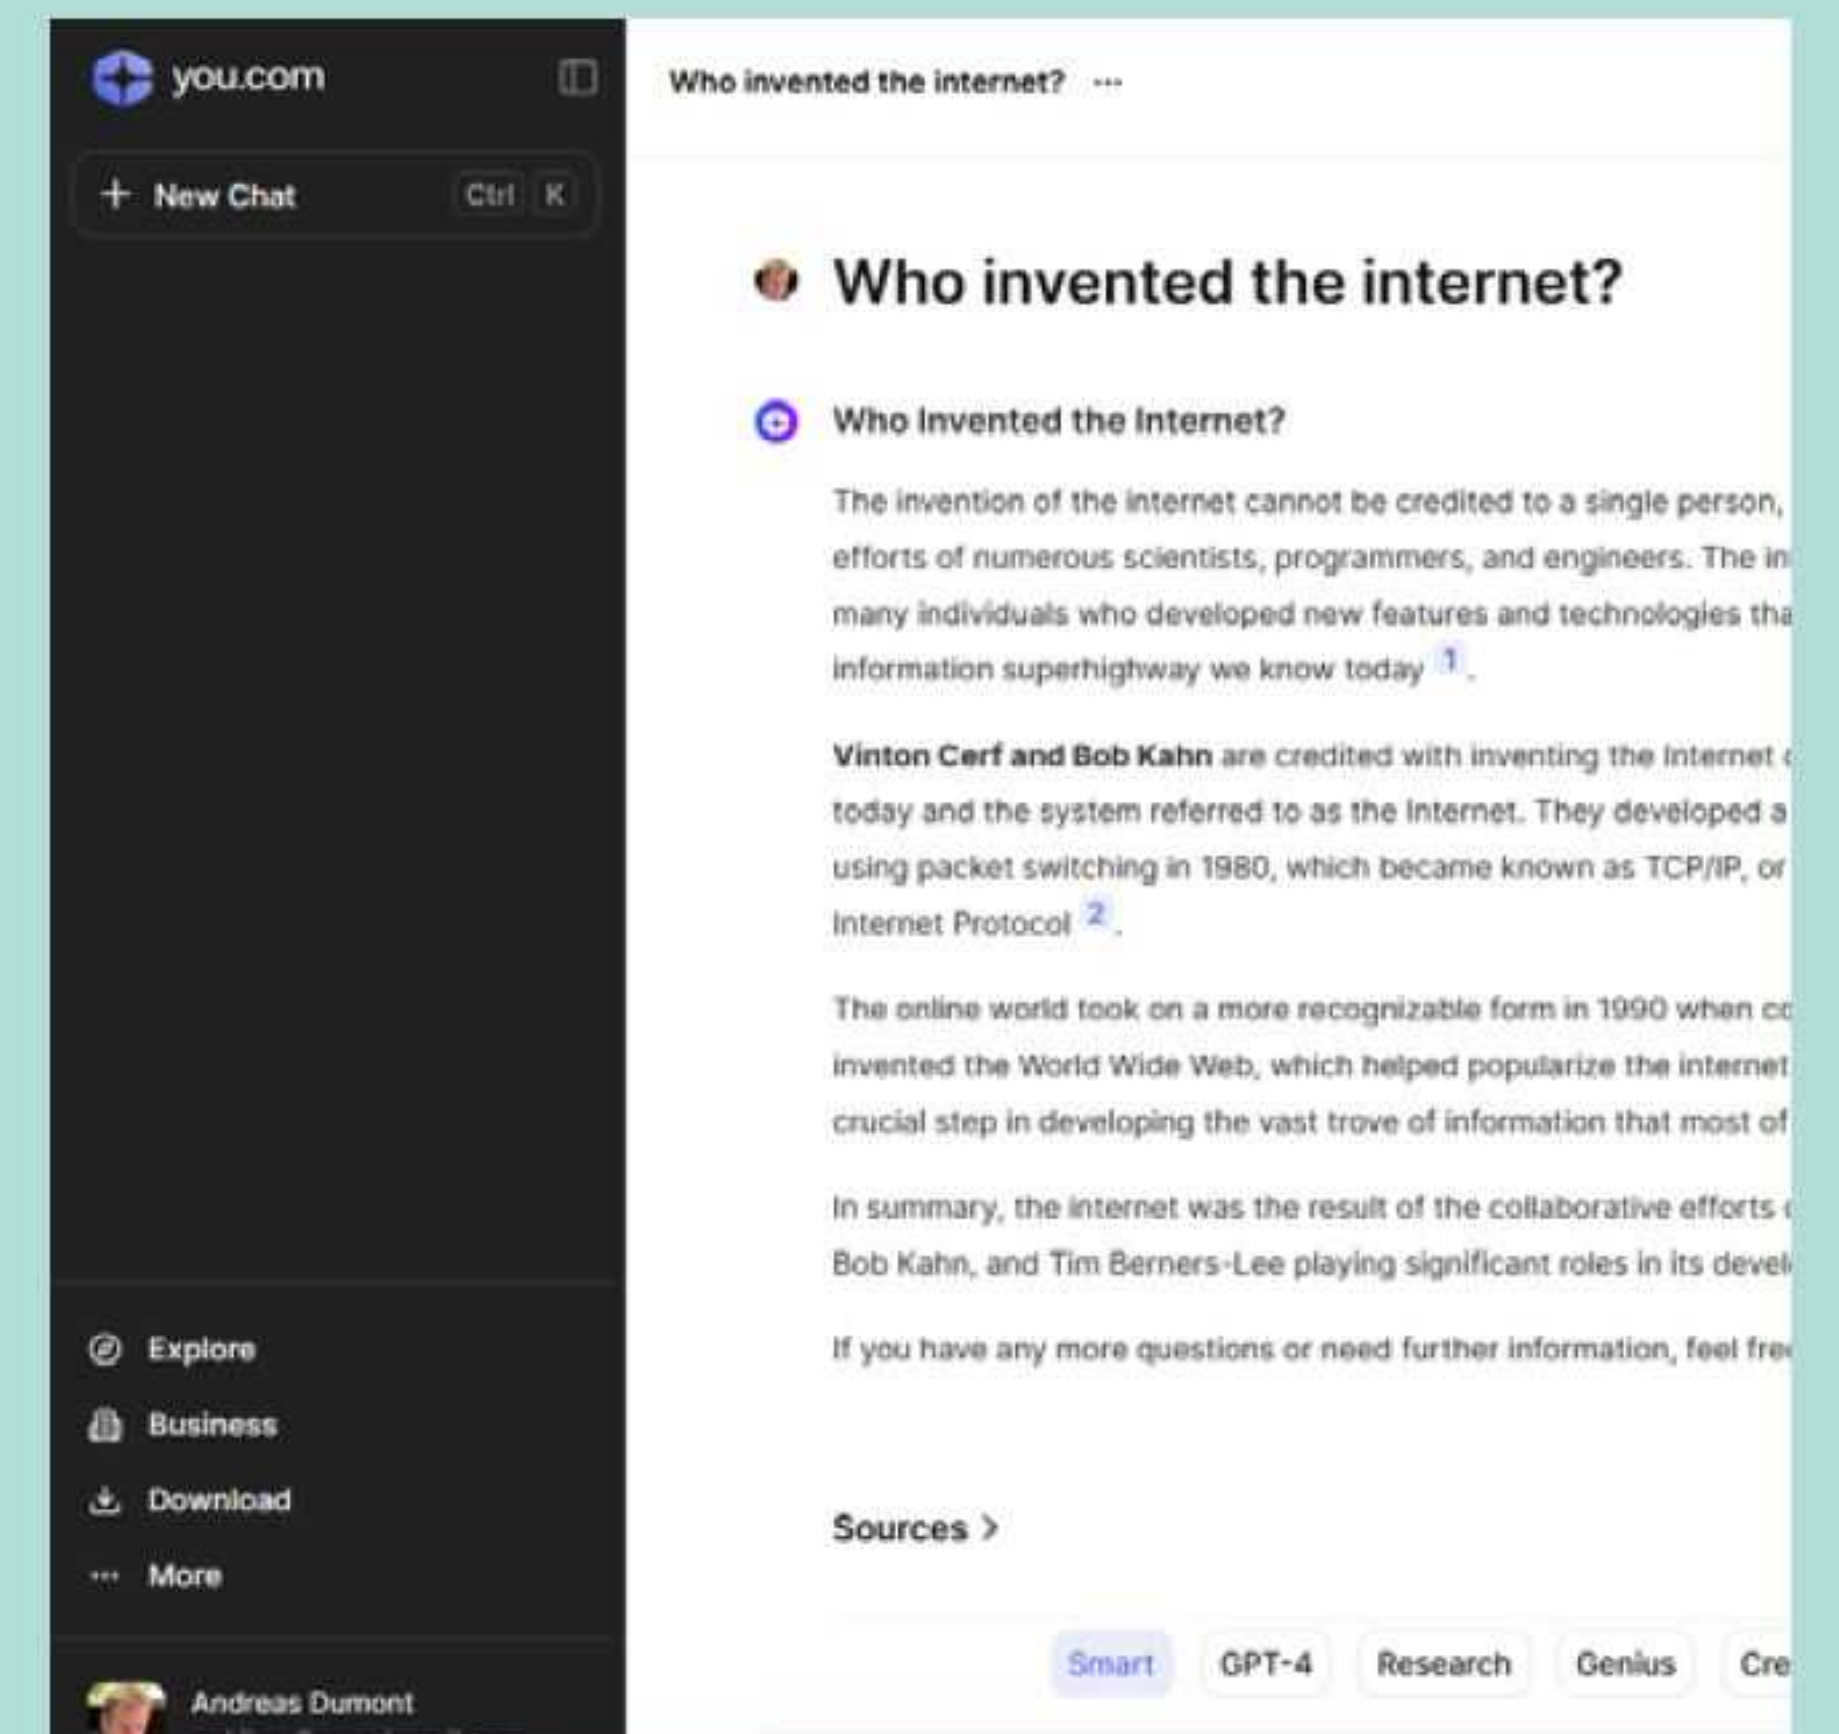 you.com
New Chat
Ctrl K
Explore
Business
Download
More
Andreas Dumont
Who invented the internet? ···
Who invented the internet?
Who Invented the Internet?
The invention of the internet cannot be credited to a single person,
efforts of numerous scientists, programmers, and engineers. The in
many individuals who developed new features and technologies tha
information superhighway we know today 1.
Vinton Cerf and Bob Kahn are credited with inventing the Internet
today and the system referred to as the Internet. They developed a
using packet switching in 1980, which became known as TCP/IP, or
Internet Protocol 2.
The online world took on a more recognizable form in 1990 when co
invented the World Wide Web, which helped popularize the internet
crucial step in developing the vast trove of information that most of
In summary, the internet was the result of the collaborative efforts
Bob Kahn, and Tim Berners-Lee playing significant roles in its devel
If you have any more questions or need further information, feel fre
Sources >
Smart GPT-4 Research Genius Cre